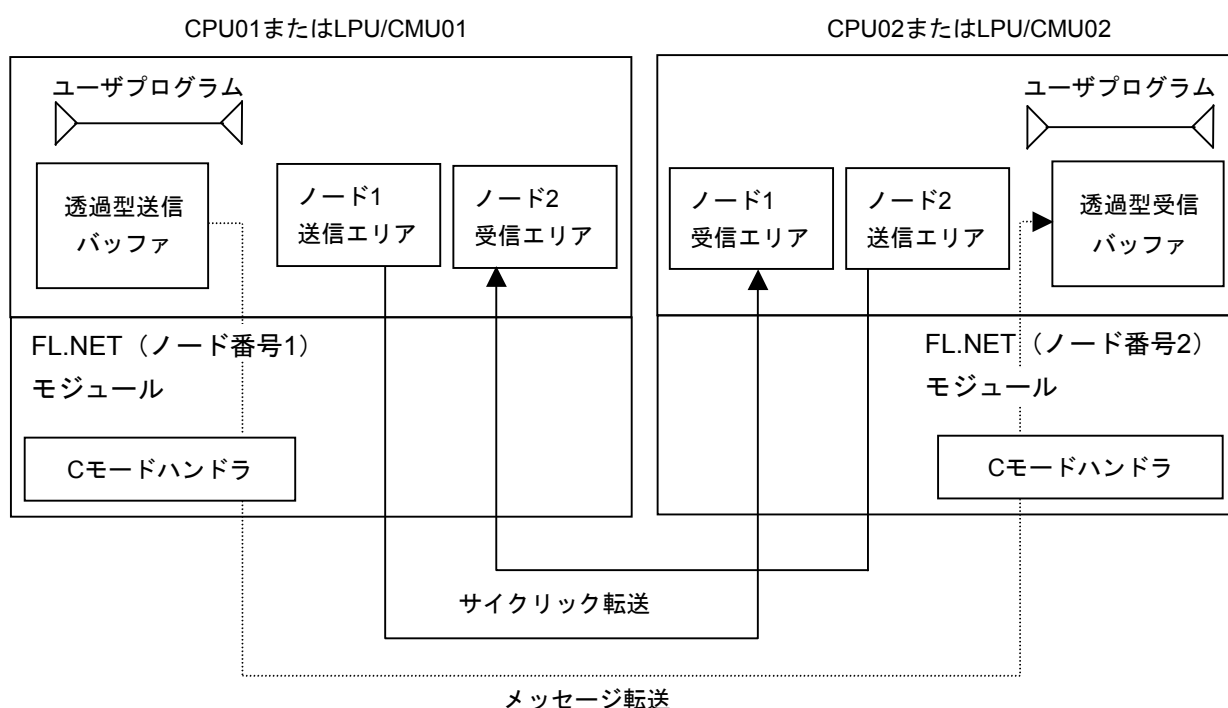 CPU01またはLPU/CMU01
CPU02またはLPU/CMU02
ユーザプログラム
透過型送信
バッファ
ノード1
送信エリア
ノード2
受信エリア
FL.NET（ノード番号1）
モジュール
Cモードハンドラ
ユーザプログラム
ノード1
受信エリア
ノード2
送信エリア
透過型受信
バッファ
FL.NET（ノード番号2）
モジュール
Cモードハンドラ
サイクリック転送
メッセージ転送